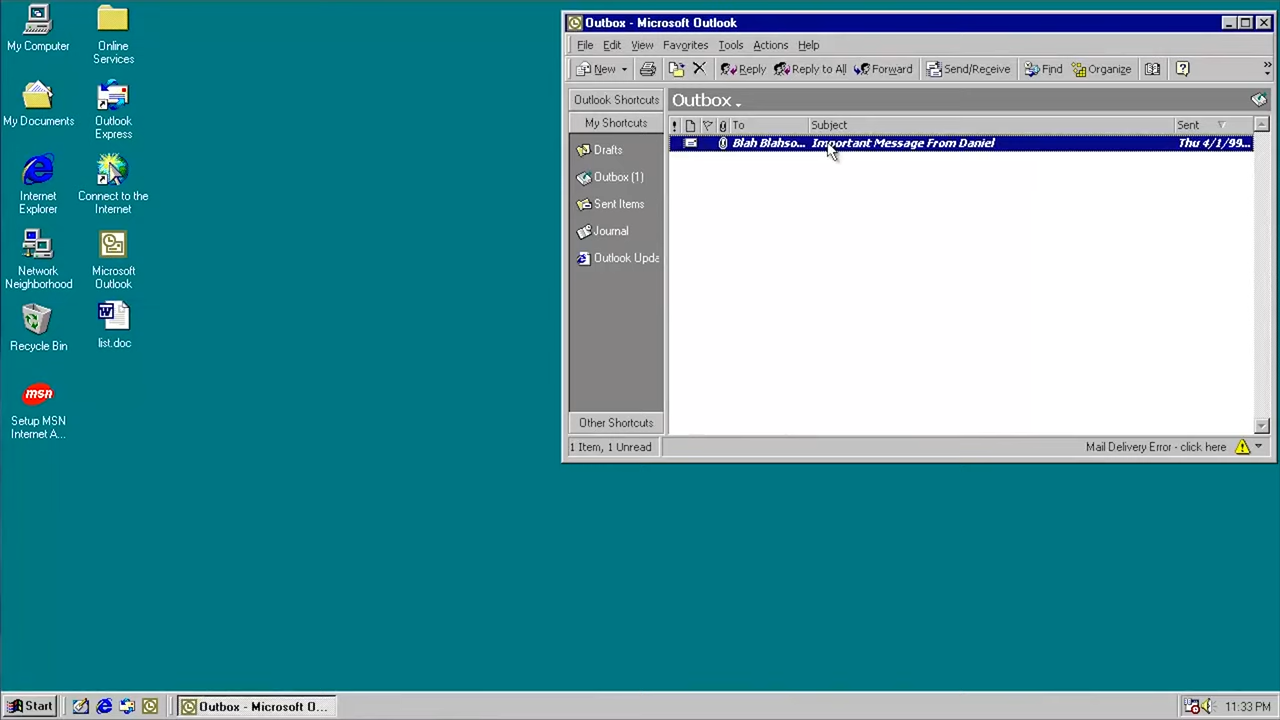 My Computer
Online
Services
My Documents
Outlook
Express
Internet
Explorer
Connect to the
Internet
Network
Neighborhood
Microsoft
Outlook
Recycle Bin
list.doc
msn
Setup MSN
Internet A...
Outbox - Microsoft Outlook
File Edit View Favorites Tools Actions Help
New Reply Reply to All Forward Send/Receive Find Organize
Outlook Shortcuts
My Shortcuts
Drafts
Outbox (1)
Sent Items
Journal
Outlook Upda
Other Shortcuts
Outbox
! To Subject Sent
Blah Blahso... Important Message From Daniel Thu 4/1/99...
1 Item, 1 Unread Mail Delivery Error - click here
Start Outbox - Microsoft O... 11:33 PM